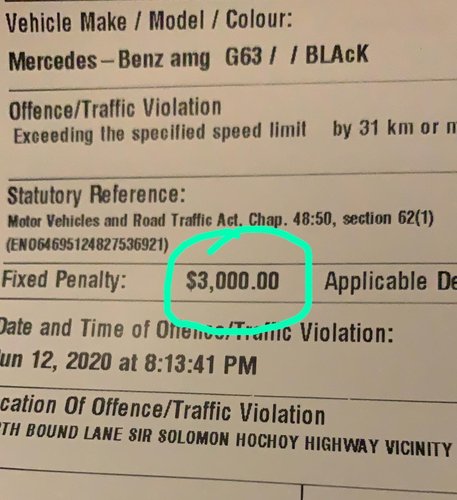 Vehicle Make / Model / Colour:
Mercedes-Benz amg G63 / / BLAcK
Offence/Traffic Violation
Exceeding the specified speed limit by 31 km or
Statutory Reference:
Motor Vehicles and Road Traffic Act, Chap. 48:50, section 62(1)
(EN064695124827536921)
Fixed Penalty: $3,000.00 Applicable De
Date and Time of Offence/Traffic Violation:
un 12, 2020 at 8:13:41 PM
cation Of Offence/Traffic Violation
TH BOUND LANE SIR SOLOMON HOCHOY HIGHWAY VICINITY